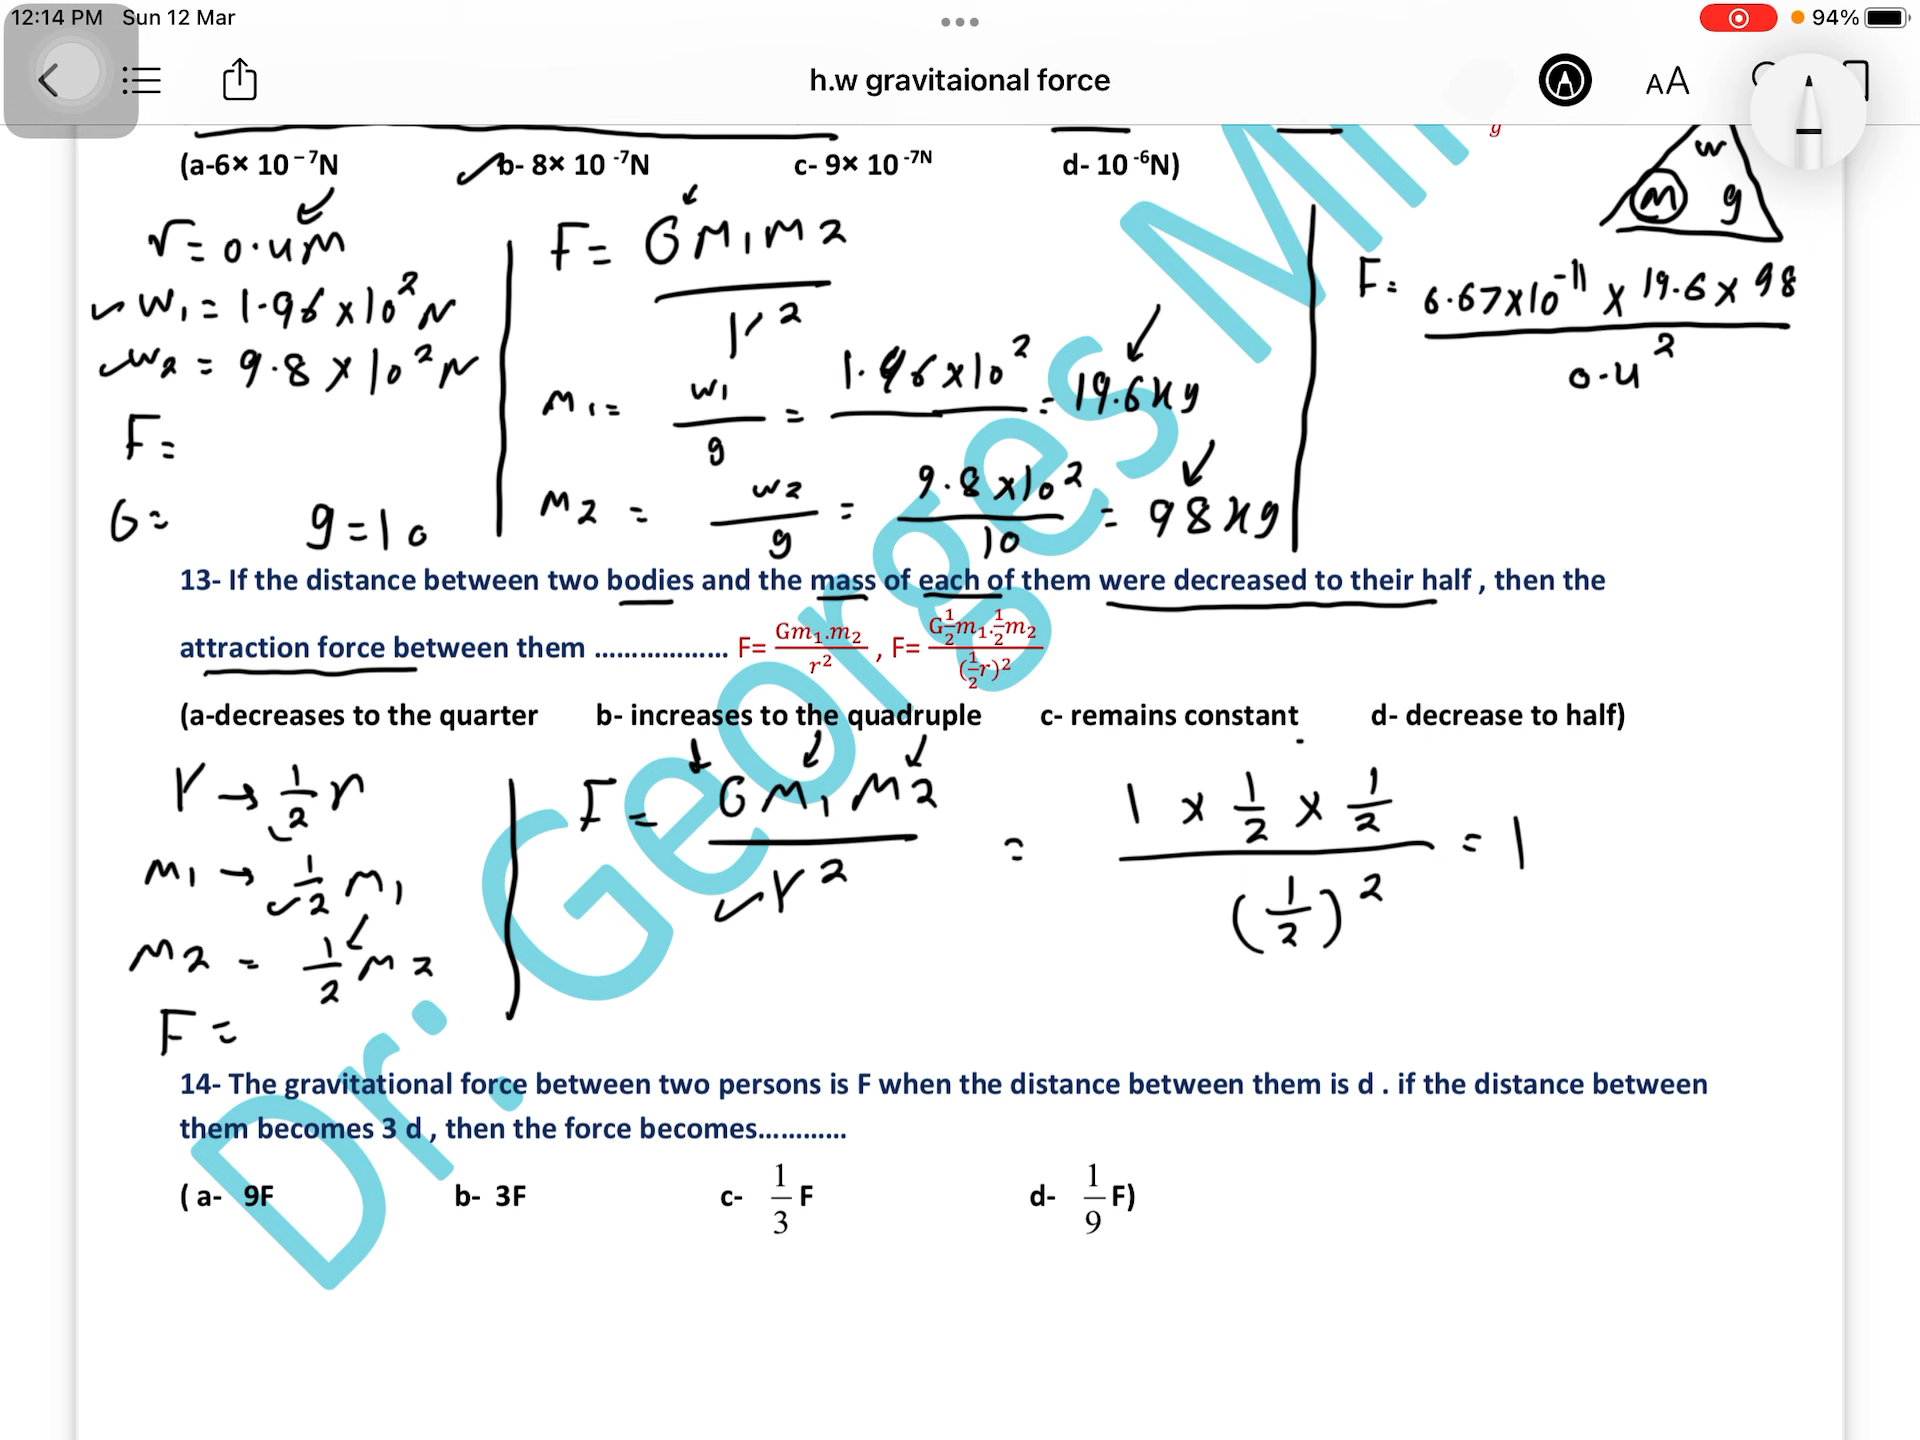 12:14 PM Sun 12 Mar
94%
h.w gravitaional force
AA
g
(a-6× 10 ⁻⁷N b- 8× 10 ⁻⁷N c- 9× 10 ⁻⁷N d- 10 ⁻⁶N)
w
m g
r = 0.4m
W₁ = 1.96 x 10² N
W₂ = 9.8 x 10² N
F =
G = g = 10
F = G M₁ M₂ / r²
M₁ = W₁ / g = 1.96 x 10² = 19.6 kg
M₂ = W₂ / g = 9.8 x 10² / 10 = 98 kg
F = 6.67 x 10⁻¹¹ x 19.6 x 98 / 0.4²
13- If the distance between two bodies and the mass of each of them were decreased to their half , then the
attraction force between them .................. F= Gm₁.m₂ / r² , F= G ½ m₁. ½ m₂ / (½ r)²
(a-decreases to the quarter b- increases to the quadruple c- remains constant d- decrease to half)
r → ½ r
M₁ → ½ M₁
M₂ = ½ M₂
F =
F = G M₁ M₂ / r² = 1 x ½ x ½ / (½)² = 1
14- The gravitational force between two persons is F when the distance between them is d . if the distance between
them becomes 3 d , then the force becomes............
( a- 9F b- 3F c- 1/3 F d- 1/9 F)
Dr: Georges Mi